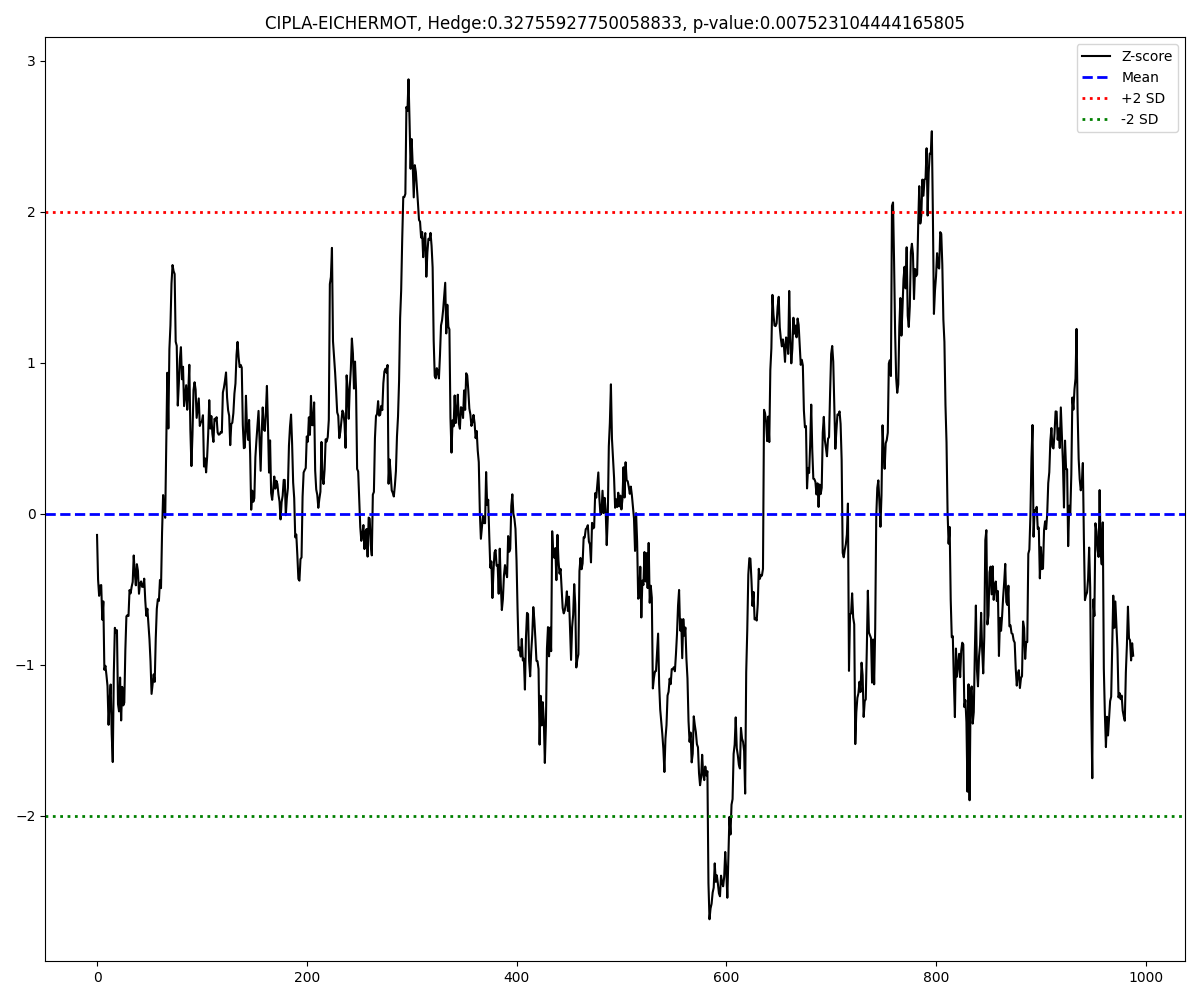 CIPLA-EICHERMOT, Hedge:0.32755927750058833, p-value:0.007523104444165805
Z-score
Mean
+2 SD
-2 SD
3
2
1
0
−1
−2
0 200 400 600 800 1000